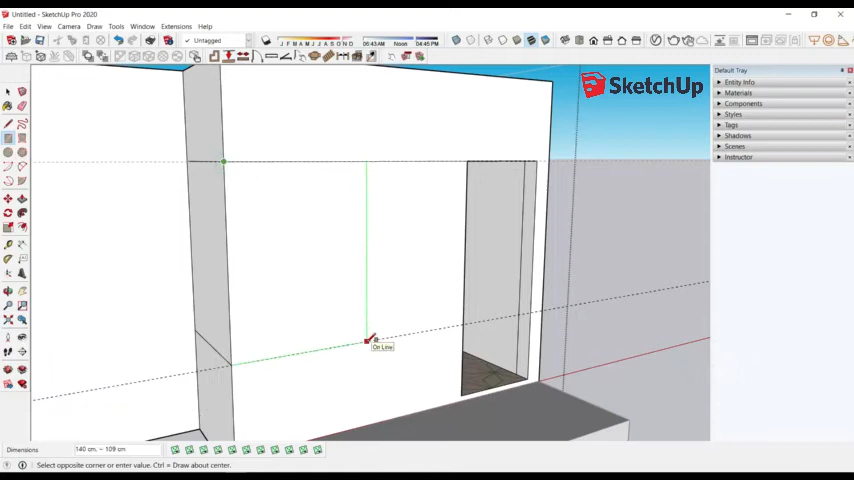 Untitled - SketchUp Pro 2020
File Edit View Camera Draw Tools Window Extensions Help
Untagged
J F M A M J J A S O N D
06:43 AM Noon 04:45 PM
SketchUp
Default Tray
Entity Info
Materials
Components
Styles
Tags
Shadows
Scenes
Instructor
On Line
Dimensions 140 cm. ~ 109 cm
Select opposite corner or enter value. Ctrl = Draw about center.